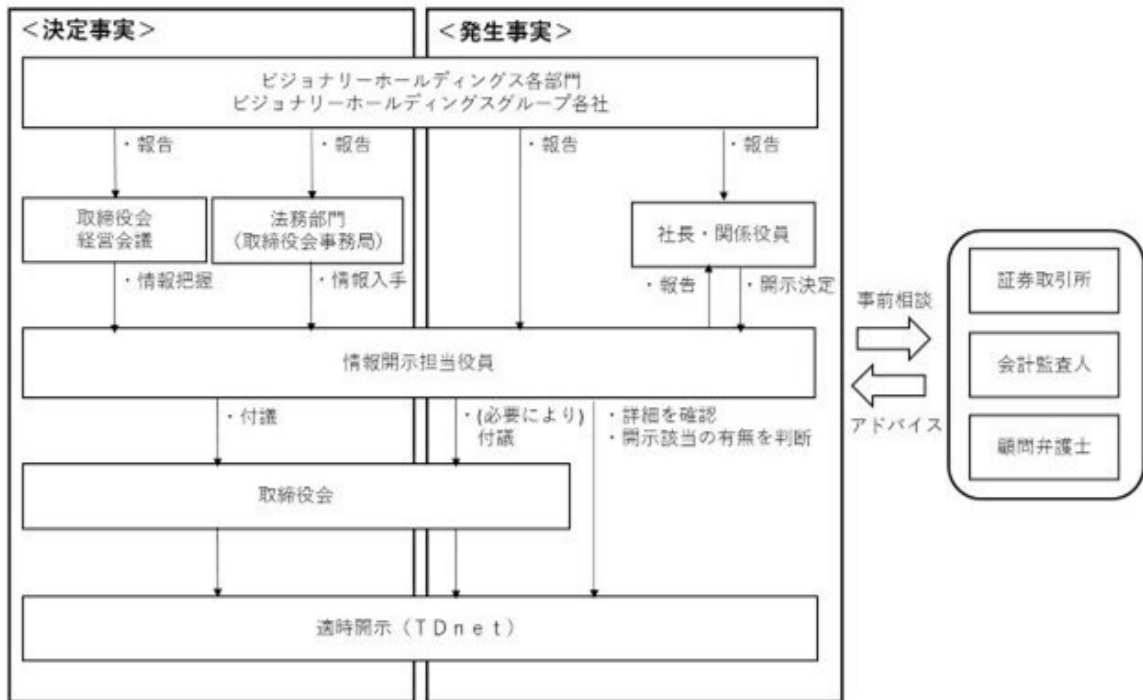 ＜決定事実＞
＜発生事実＞
ビジョナリーホールディングス各部門
ビジョナリーホールディングスグループ各社
・報告
・報告
・報告
・報告
取締役会
経営会議
法務部門
（取締役会事務局）
社長・関係役員
・情報把握
・情報入手
・報告
・開示決定
情報開示担当役員
・付議
・(必要により)
付議
・詳細を確認
・開示該当の有無を判断
取締役会
適時開示（ＴＤｎｅｔ）
事前相談
アドバイス
証券取引所
会計監査人
顧問弁護士